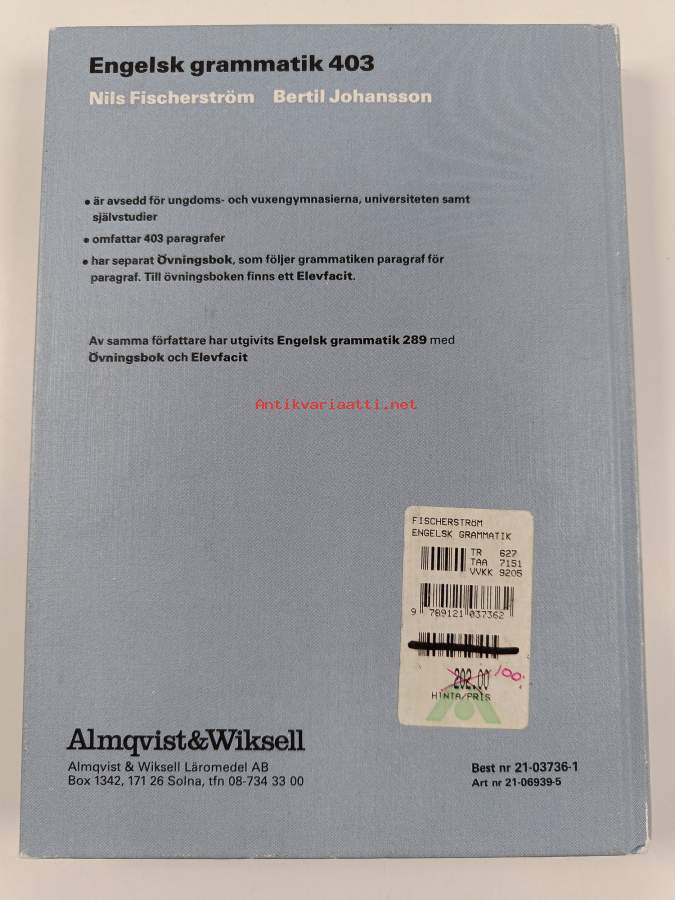 Engelsk grammatik 403
Nils Fischerström Bertil Johansson
• är avsedd för ungdoms- och vuxengymnasierna, universiteten samt
självstudier
• omfattar 403 paragrafer
• har separat Övningsbok, som följer grammatiken paragraf för
paragraf. Till övningsboken finns ett Elevfacit.
Av samma författare har utgivits Engelsk grammatik 289 med
Övningsbok och Elevfacit
Antikvariaatti.net
FISCHERSTRÖM
ENGELSK GRAMMATIK
TR 627
TAA 7151
VVKK 9205
9 789121 037362
202.00 100:
HINTA/PRIS
Almqvist&Wiksell
Almqvist & Wiksell Läromedel AB
Box 1342, 171 26 Solna, tfn 08-734 33 00
Best nr 21-03736-1
Art nr 21-06939-5